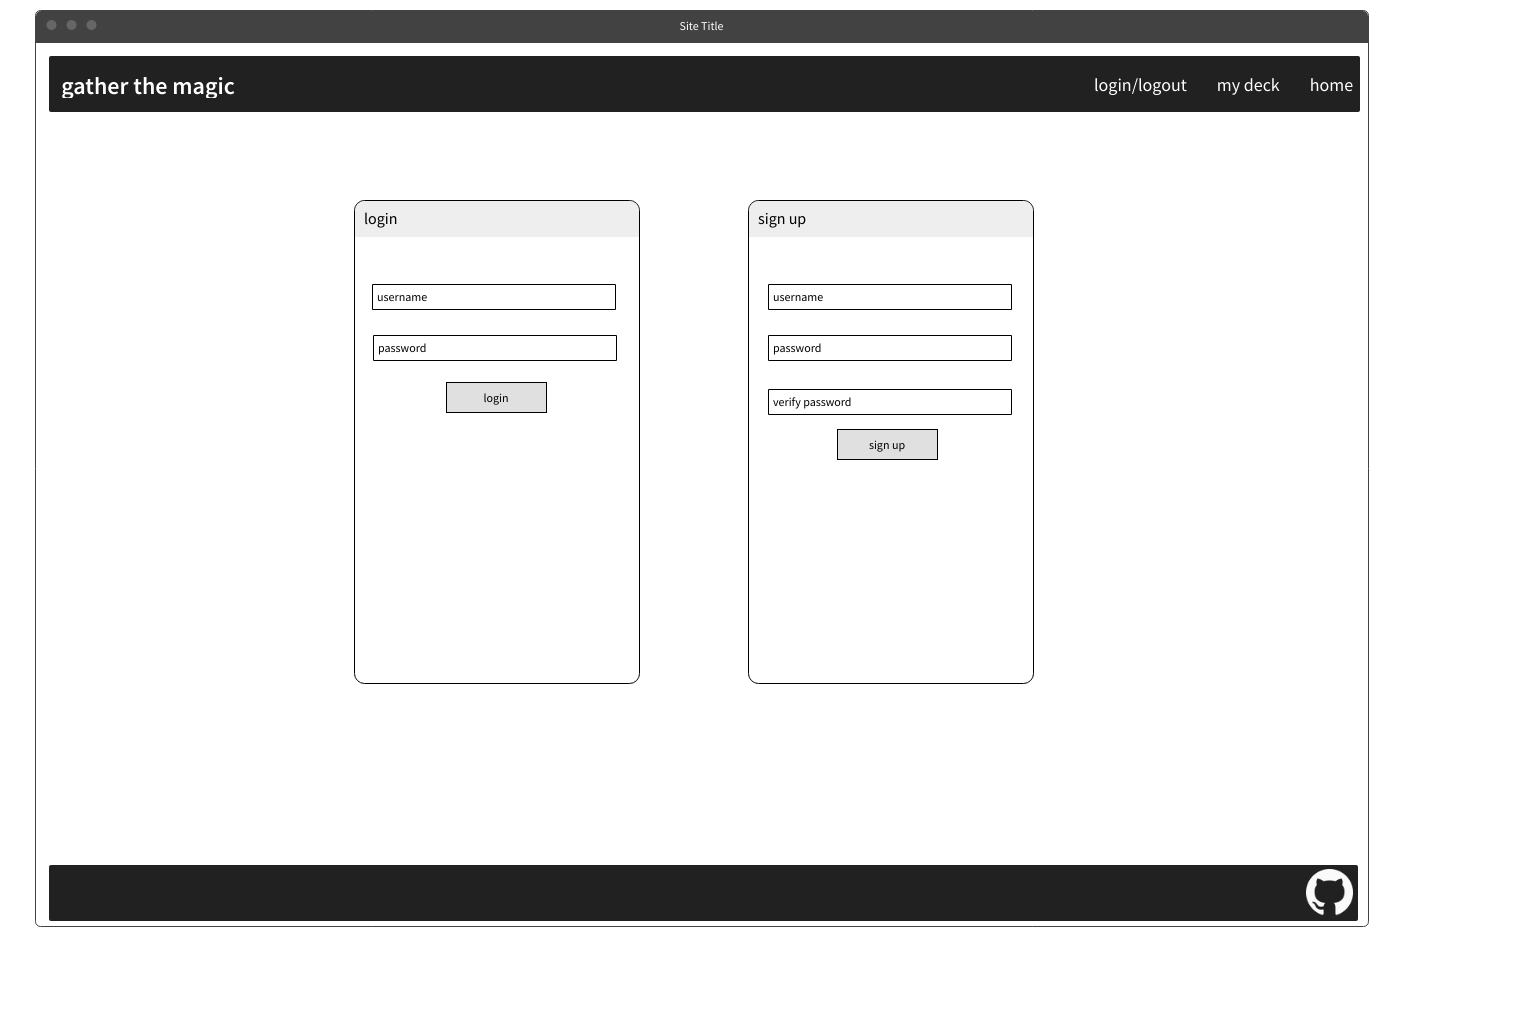 Site Title
gather the magic
login/logout my deck home
login
username
password
login
sign up
username
password
verify password
sign up